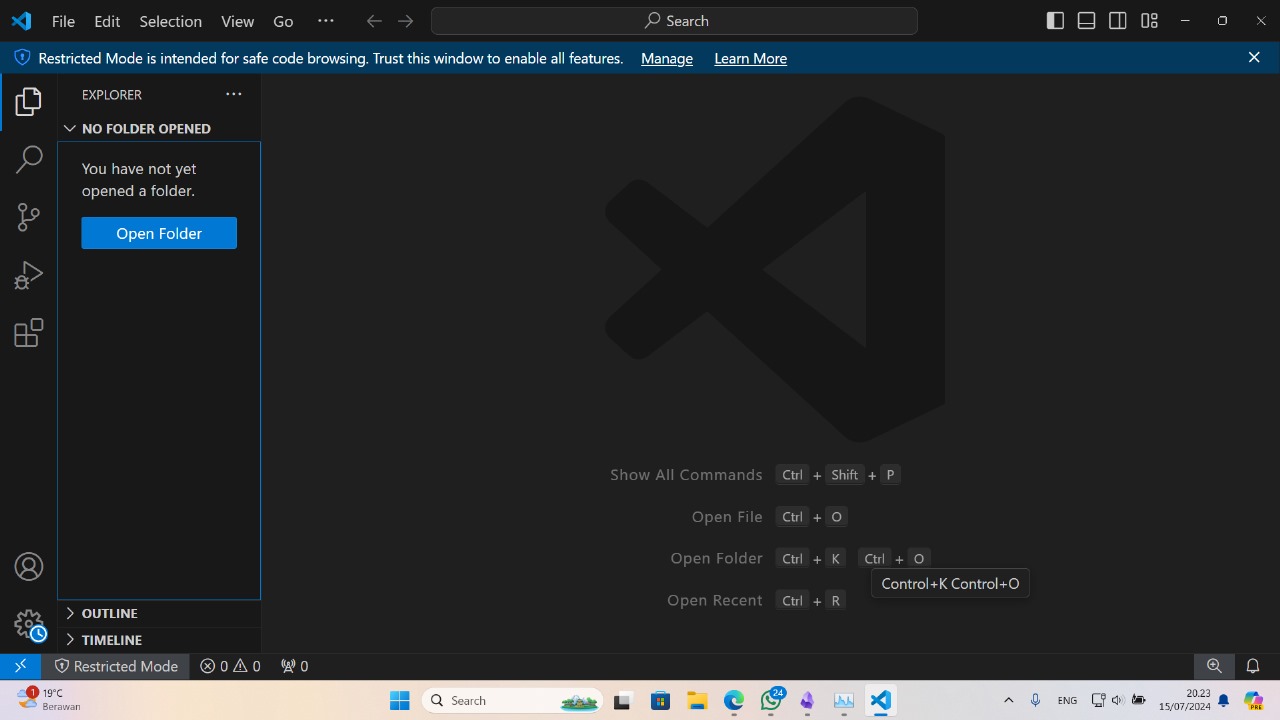 File Edit Selection View Go ··· Search
Restricted Mode is intended for safe code browsing. Trust this window to enable all features. Manage Learn More
EXPLORER
NO FOLDER OPENED
You have not yet
opened a folder.
Open Folder
Show All Commands Ctrl + Shift + P
Open File Ctrl + O
Open Folder Ctrl + K Ctrl + O
Control+K Control+O
Open Recent Ctrl + R
OUTLINE
TIMELINE
Restricted Mode 0 0 0
1 19°C
Berawan
Search
24
ENG
20.23
15/07/2024
PRE